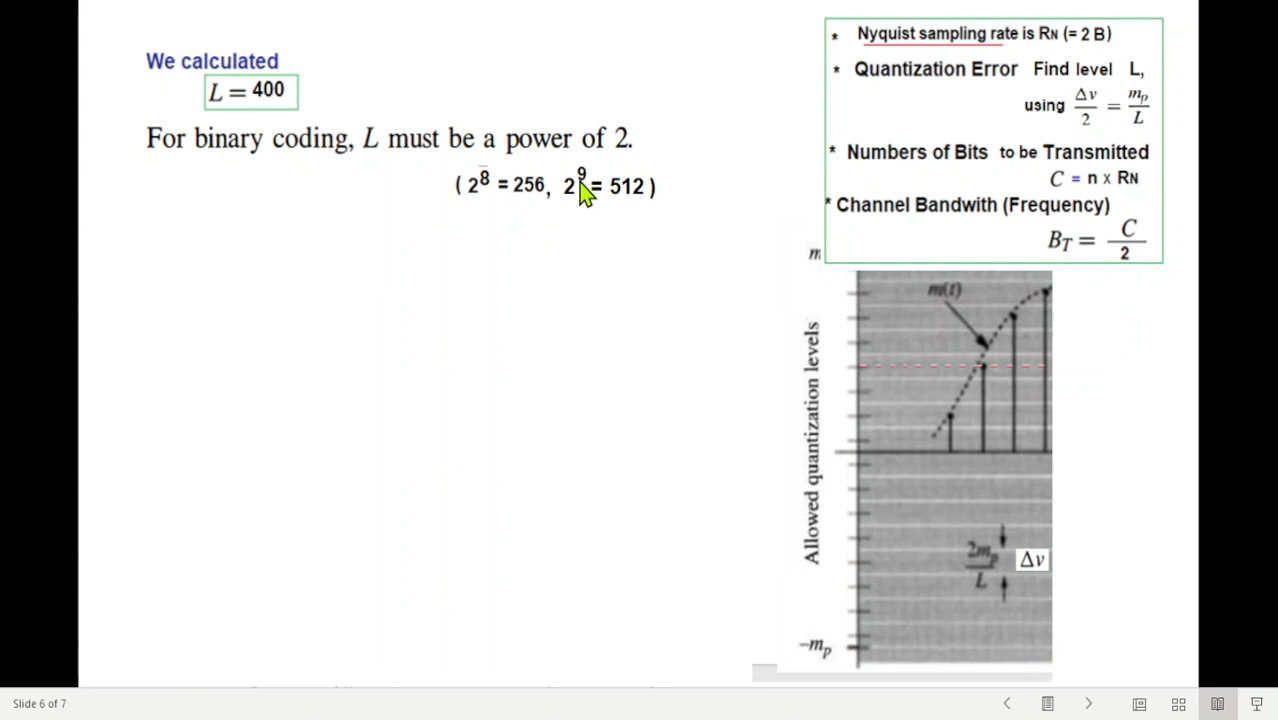 We calculated
L = 400
For binary coding, L must be a power of 2.
( 2^8 = 256, 2^9 = 512 )
* Nyquist sampling rate is RN (= 2 B)
* Quantization Error Find level L,
using Δv/2 = mp/L
* Numbers of Bits to be Transmitted
C = n x RN
* Channel Bandwith (Frequency)
BT = C/2
m
m(t)
Allowed quantization levels
2mp/L Δv
–mp
Slide 6 of 7